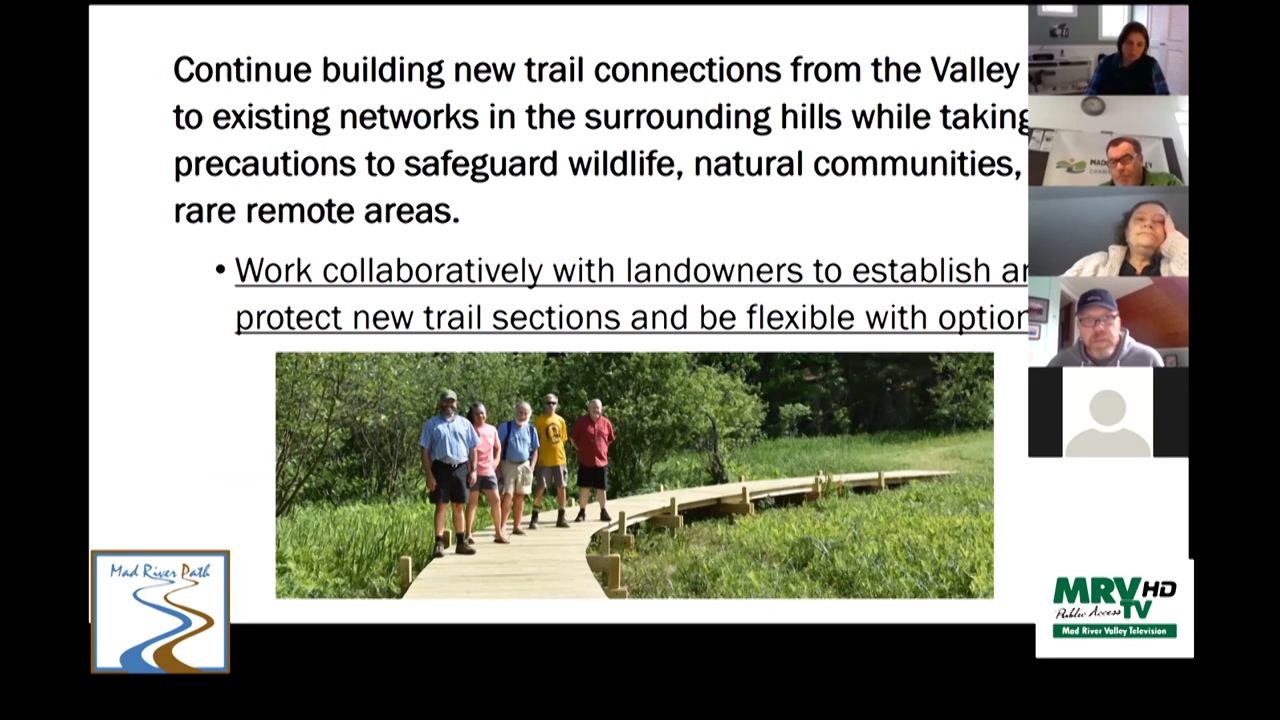 Continue building new trail connections from the Valley
to existing networks in the surrounding hills while taking
precautions to safeguard wildlife, natural communities,
rare remote areas.
• Work collaboratively with landowners to establish
protect new trail sections and be flexible with option
Mad River Path
MRV HD
Public Access TV
Mad River Valley Television